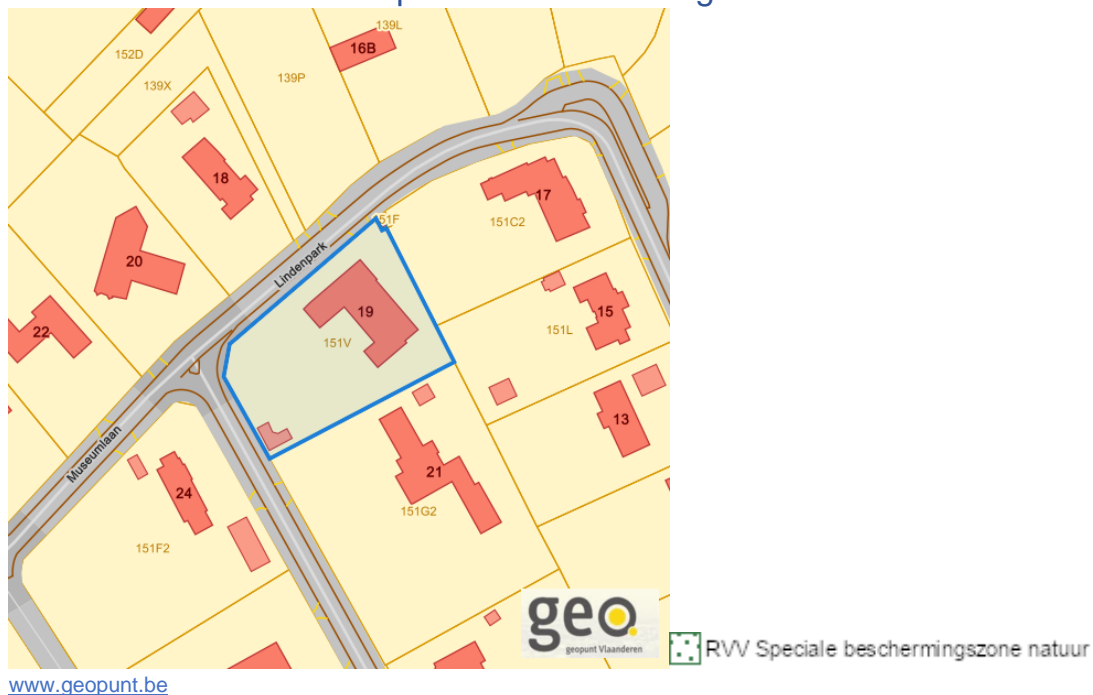 139L
152D
16B
139P
139X
18
17
151F
151C2
Lindenpark
20
19
15
22
151V
151L
13
Museumlaan
21
24
151G2
151F2
geo
geopunt Vlaanderen
RVV Speciale beschermingszone natuur
www.geopunt.be